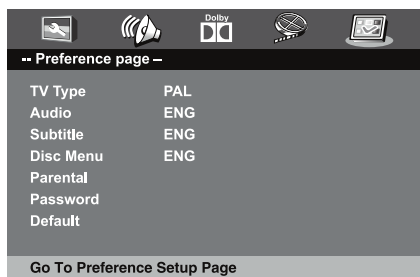 Dolby
-- Preference page –
TV Type PAL
Audio ENG
Subtitle ENG
Disc Menu ENG
Parental
Password
Default
Go To Preference Setup Page